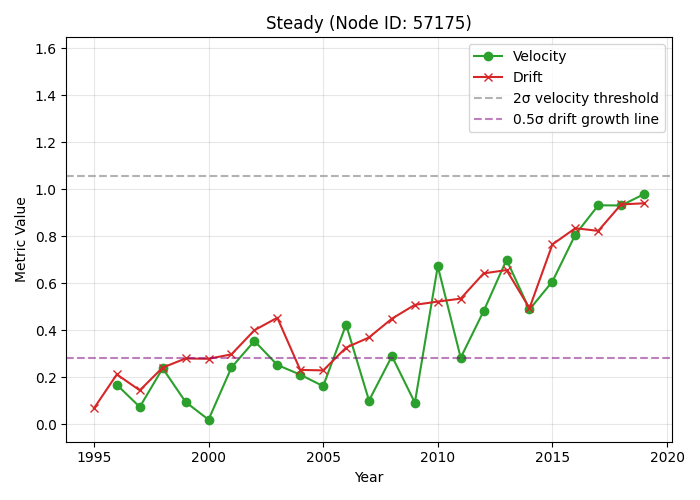 Steady (Node ID: 57175)
Velocity
Drift
2σ velocity threshold
0.5σ drift growth line
Metric Value
1.6
1.4
1.2
1.0
0.8
0.6
0.4
0.2
0.0
1995 2000 2005 2010 2015 2020
Year